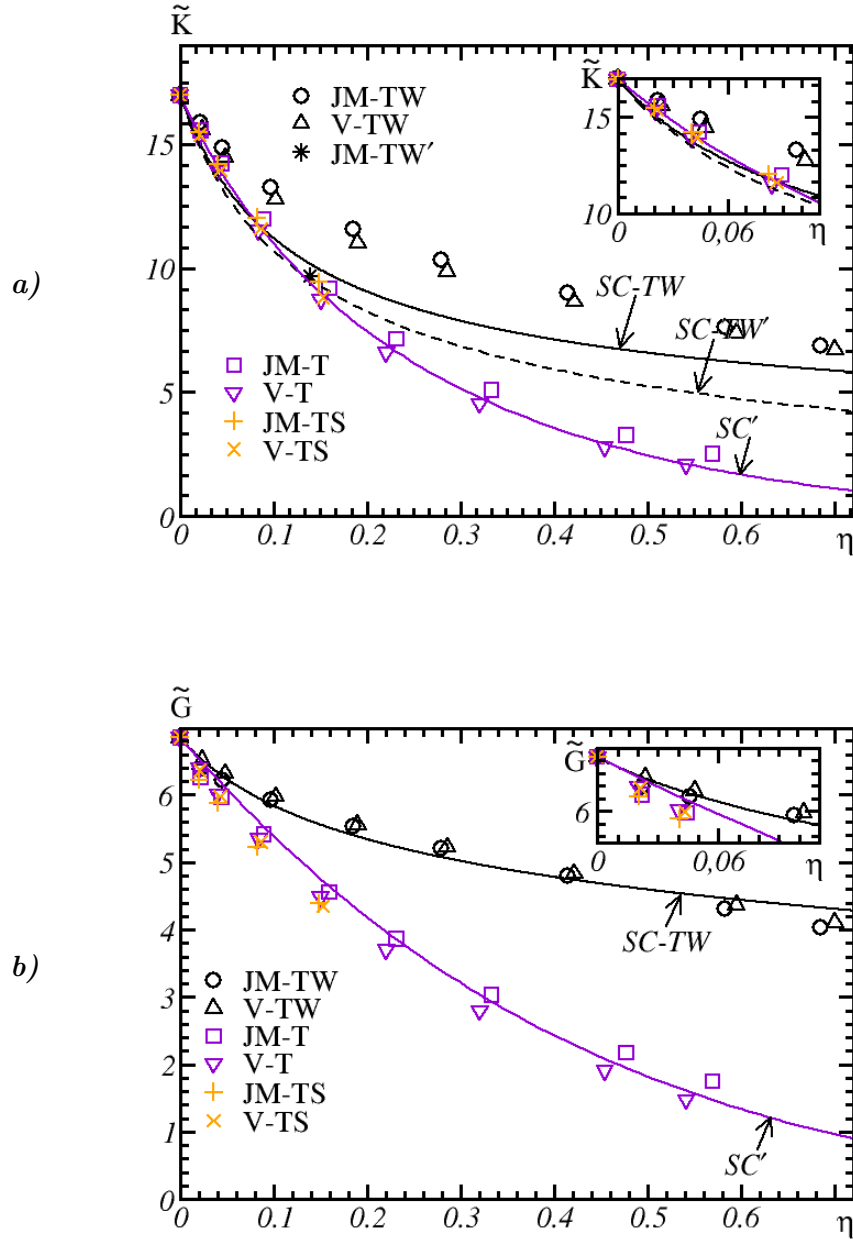 K̃
JM-TW
V-TW
JM-TW′
K̃
15
10
0
0,06
η
15
10
5
0
a)
SC-TW
SC-TW′
SC′
JM-T
V-T
JM-TS
V-TS
0 0.1 0.2 0.3 0.4 0.5 0.6 η
G̃
G̃
6
0
0,06
η
6
5
4
3
2
1
0
b)
SC-TW
SC′
JM-TW
V-TW
JM-T
V-T
JM-TS
V-TS
0 0.1 0.2 0.3 0.4 0.5 0.6 η